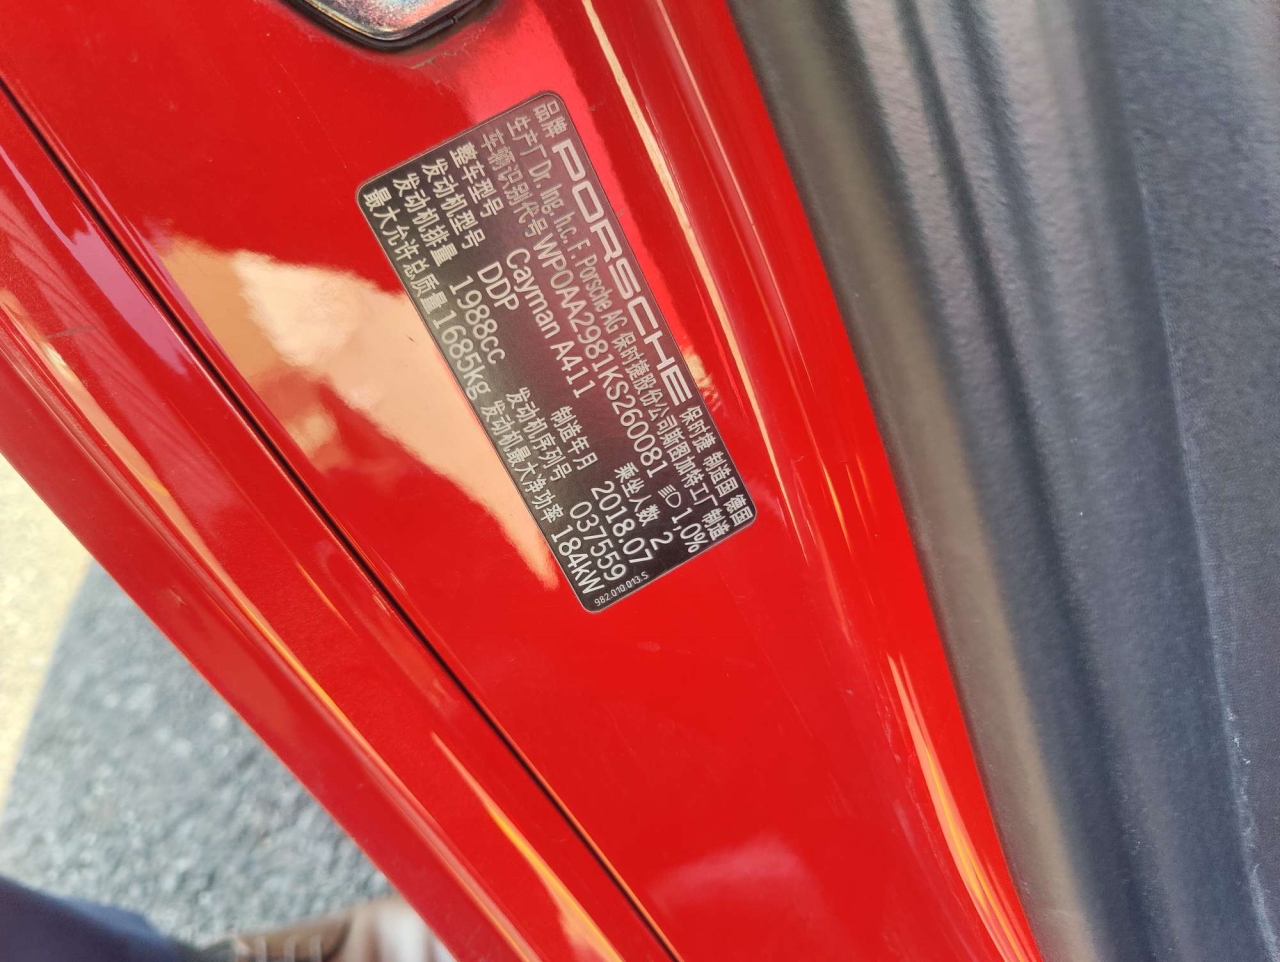 品牌 PORSCHE 保时捷 制造国 德国
生产厂 Dr. Ing. h.c. F. Porsche AG 保时捷股份公司斯图加特工厂 制造
车辆识别代号 WP0AA2981KS260081 1,0%
整车型号 Cayman A411 乘坐人数 2
发动机型号 DDP 制造年月 2018.07
发动机排量 1988cc 发动机序列号 037559
最大允许总质量 1685kg 发动机最大净功率 184kW
982.010.013.S